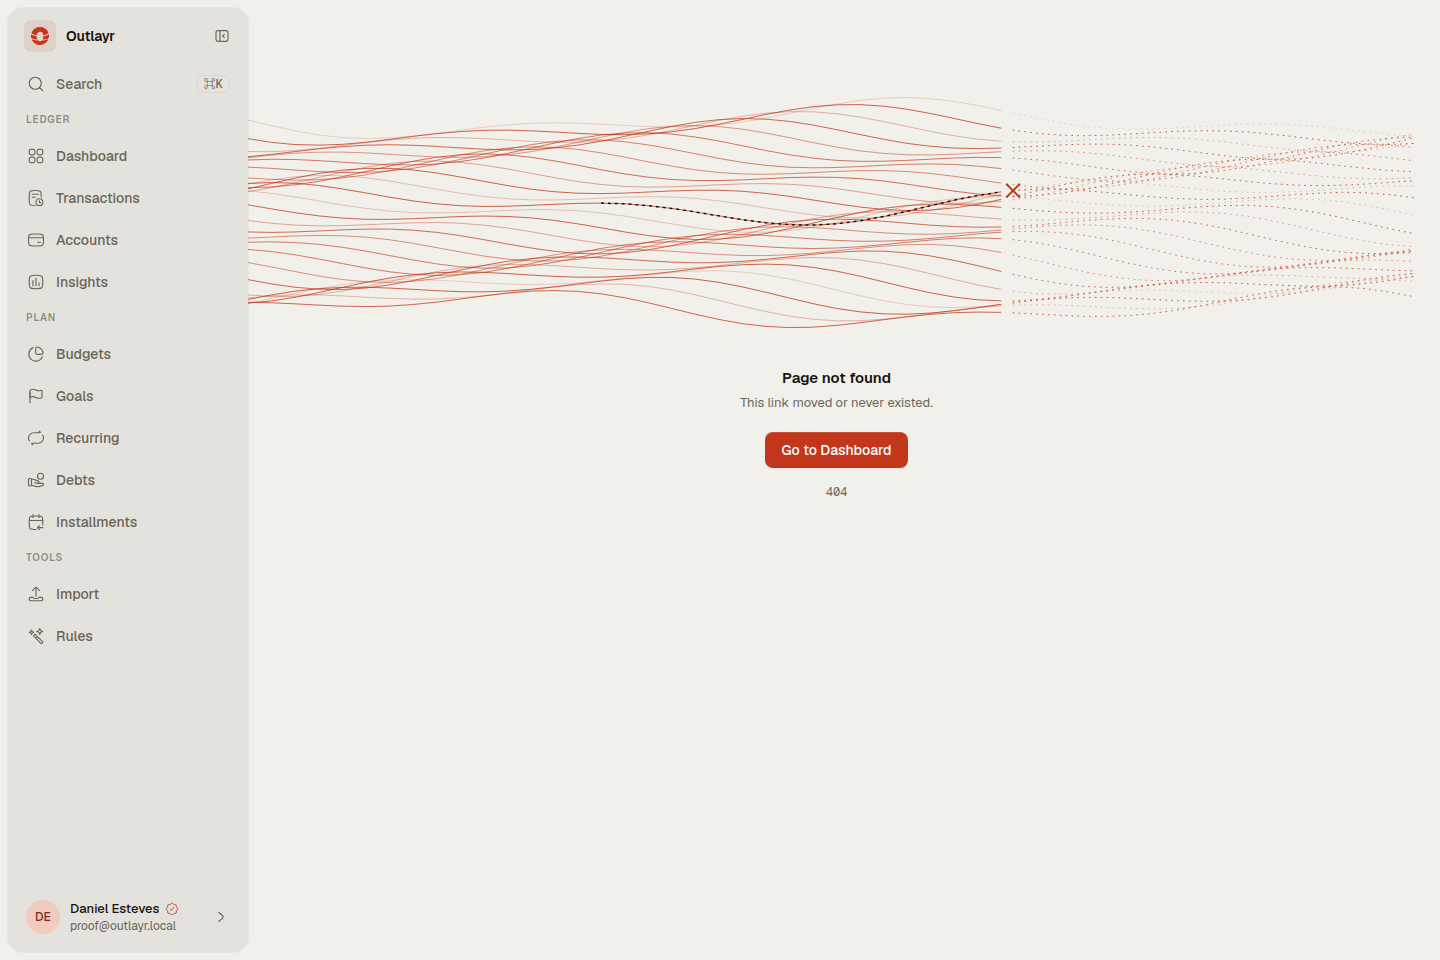 Outlayr
Search ⌘K
LEDGER
Dashboard
Transactions
Accounts
Insights
PLAN
Budgets
Goals
Recurring
Debts
Installments
TOOLS
Import
Rules
DE
Daniel Esteves
proof@outlayr.local
Page not found
This link moved or never existed.
Go to Dashboard
404